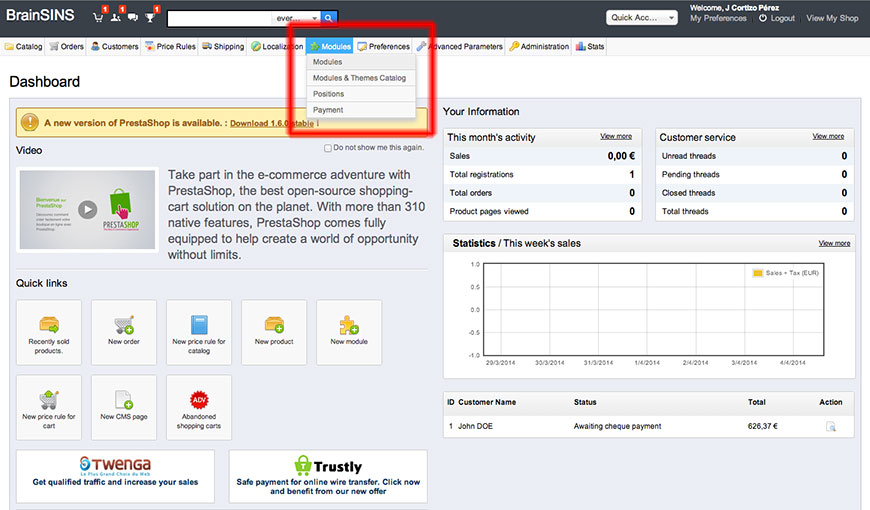 BrainSINS
1
1
1
ever...
Quick Acc...
Welcome, J Cortizo Pérez
My Preferences
Logout
View My Shop
Catalog
Orders
Customers
Price Rules
Shipping
Localization
Modules
Preferences
Advanced Parameters
Administration
Stats
Modules
Modules & Themes Catalog
Positions
Payment
Dashboard
A new version of PrestaShop is available. : Download 1.6.0 stable !
Video
Do not show me this again.
Bienvenue sur
PrestaShop
PRESTASHOP
Take part in the e-commerce adventure with
PrestaShop, the best open-source shopping-
cart solution on the planet. With more than 310
native features, PrestaShop comes fully
equipped to help create a world of opportunity
without limits.
Quick links
Recently sold
products.
New order
New price rule for
catalog
New product
New module
New price rule for
cart
New CMS page
ADV
Abandoned
shopping carts
TWENGA
Le Plus Grand Choix du Web
Get qualified traffic and increase your sales
Trustly
Safe payment for online wire transfer. Click now
and benefit from our new offer
Your Information
This month's activity
View more
Sales
0,00 €
Total registrations
1
Total orders
0
Product pages viewed
0
Customer service
View more
Unread threads
0
Pending threads
0
Closed threads
0
Total threads
0
Statistics / This week's sales
View more
Sales + Tax (EUR)
1.0
0.5
0.0
-0.5
-1.0
29/3/2014
30/3/2014
31/3/2014
1/4/2014
2/4/2014
3/4/2014
4/4/2014
ID Customer Name Status Total Action
1 John DOE Awaiting cheque payment 626,37 €